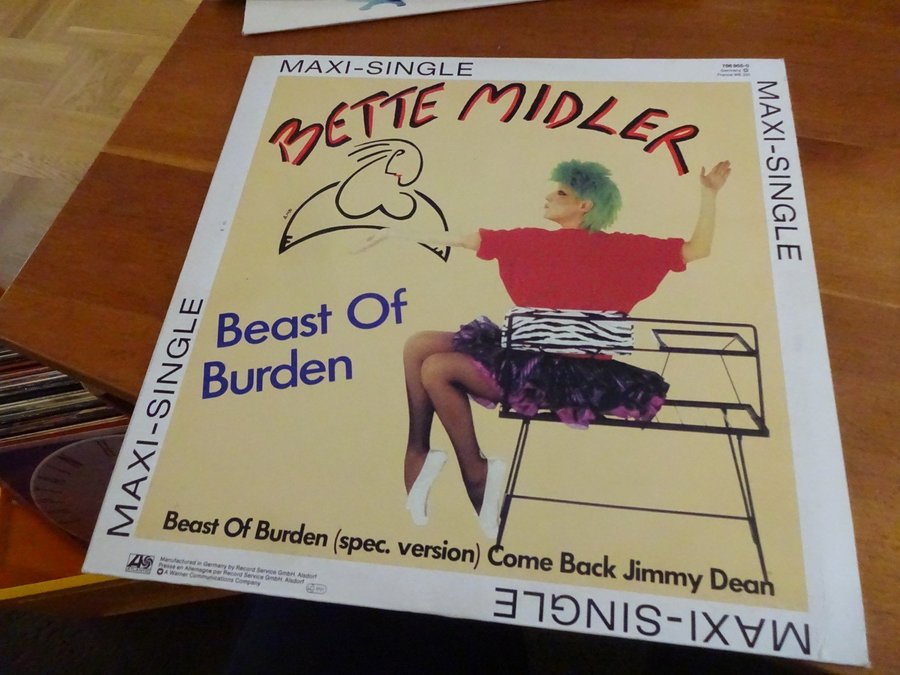 MAXI-SINGLE
BETTE MIDLER
MAXI-SINGLE
MAXI-SINGLE
Beast Of
Burden
Beast Of Burden (spec. version) Come Back Jimmy Dean
ATLANTIC
Manufactured in Germany by Record Service GmbH, Alsdorf
Pressé en Allemagne par Record Service GmbH, Alsdorf
A Warner Communications Company
MAXI-SINGLE